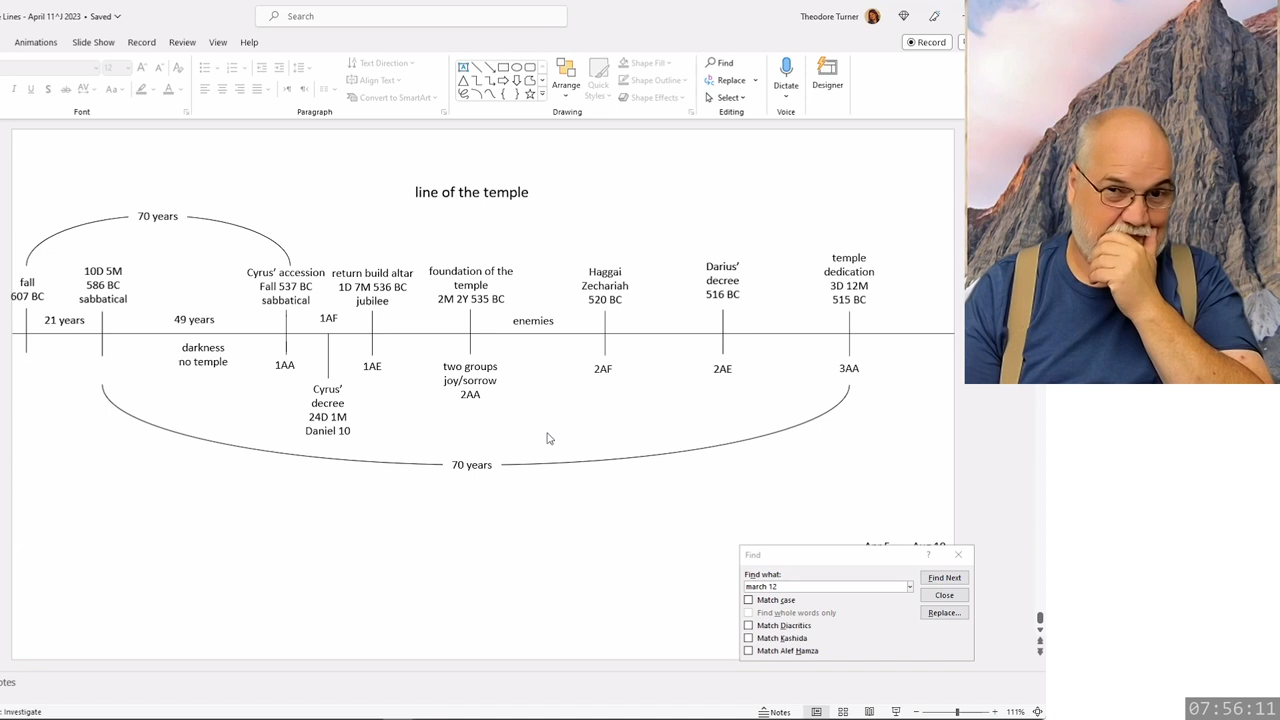 Lines - April 11^J 2023 • Saved
Search
Theodore Turner
Animations
Slide Show
Record
Review
View
Help
Record
12
Text Direction
Align Text
Convert to SmartArt
Arrange
Quick Styles
Shape Fill
Shape Outline
Shape Effects
Find
Replace
Select
Dictate
Designer
Font
Paragraph
Drawing
Editing
Voice
line of the temple
70 years
fall
607 BC
10D 5M
586 BC
sabbatical
Cyrus' accession
Fall 537 BC
sabbatical
return build altar
1D 7M 536 BC
jubilee
foundation of the
temple
2M 2Y 535 BC
Haggai
Zechariah
520 BC
Darius'
decree
516 BC
temple
dedication
3D 12M
515 BC
21 years
49 years
1AF
enemies
darkness
no temple
1AA
Cyrus'
decree
24D 1M
Daniel 10
1AE
two groups
joy/sorrow
2AA
2AF
2AE
3AA
70 years
Find
?
Find what:
march 12
Match case
Find whole words only
Match Diacritics
Match Kashida
Match Alef Hamza
Find Next
Close
Replace...
otes
: Investigate
Notes
111%
07:56:11